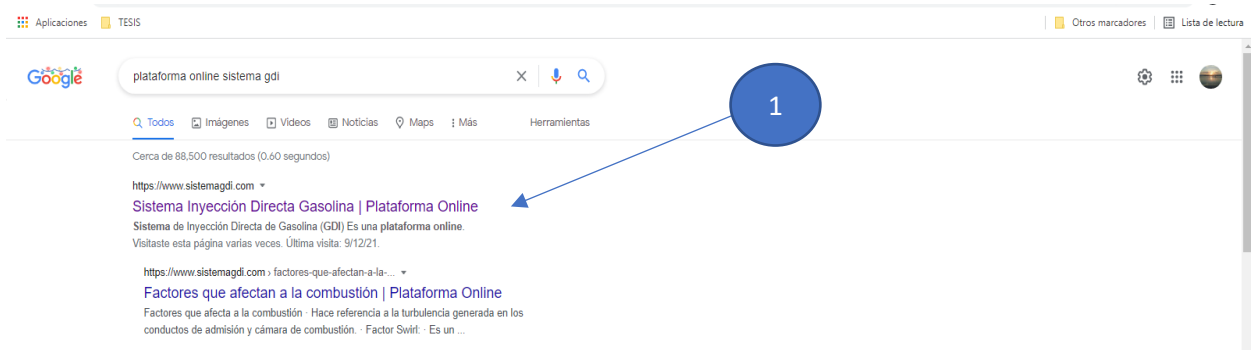 Aplicaciones TESIS Otros marcadores Lista de lectura
Google plataforma online sistema gdi
1
Todos Imágenes Videos Noticias Maps Más Herramientas
Cerca de 88,500 resultados (0.60 segundos)
https://www.sistemagdi.com
Sistema Inyección Directa Gasolina | Plataforma Online
Sistema de Inyección Directa de Gasolina (GDI) Es una plataforma online.
Visitaste esta página varias veces. Última visita: 9/12/21.
https://www.sistemagdi.com › factores-que-afectan-a-la-...
Factores que afectan a la combustión | Plataforma Online
Factores que afecta a la combustión · Hace referencia a la turbulencia generada en los
conductos de admisión y cámara de combustión. · Factor Swirl: · Es un ...